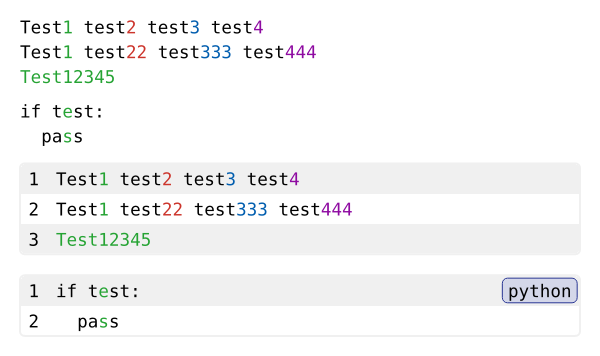 Test1 test2 test3 test4
Test1 test22 test333 test444
Test12345
if test:
  pass
1 Test1 test2 test3 test4
2 Test1 test22 test333 test444
3 Test12345
1 if test: python
2   pass